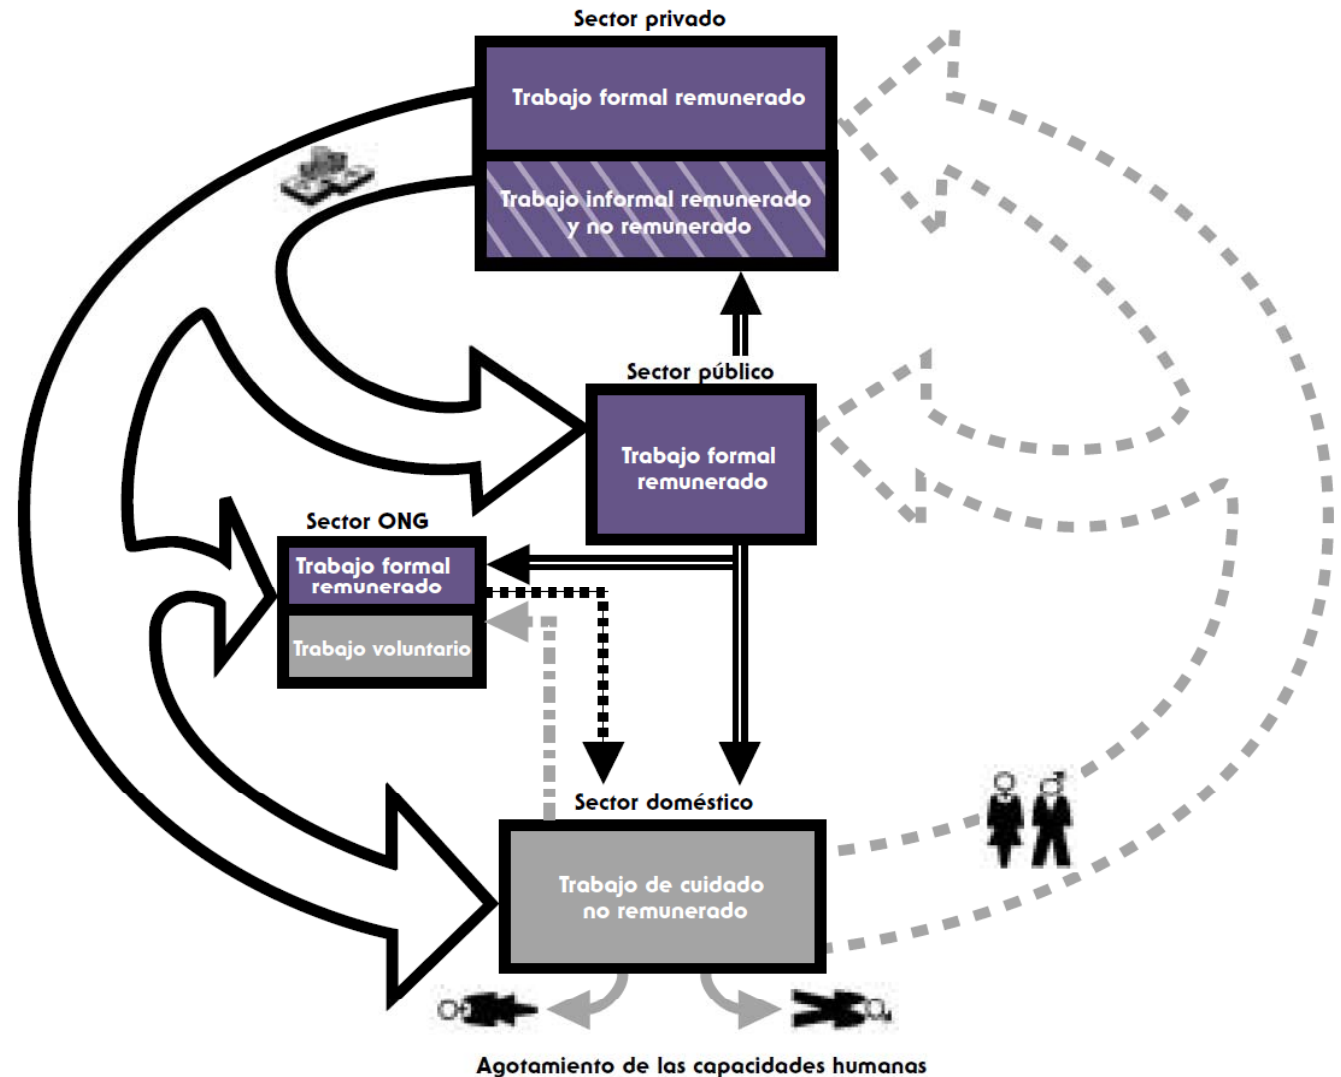 Sector privado
Trabajo formal remunerado
Trabajo informal remunerado
y no remunerado
Sector público
Trabajo formal
remunerado
Sector ONG
Trabajo formal
remunerado
Trabajo voluntario
Sector doméstico
Trabajo de cuidado
no remunerado
Agotamiento de las capacidades humanas